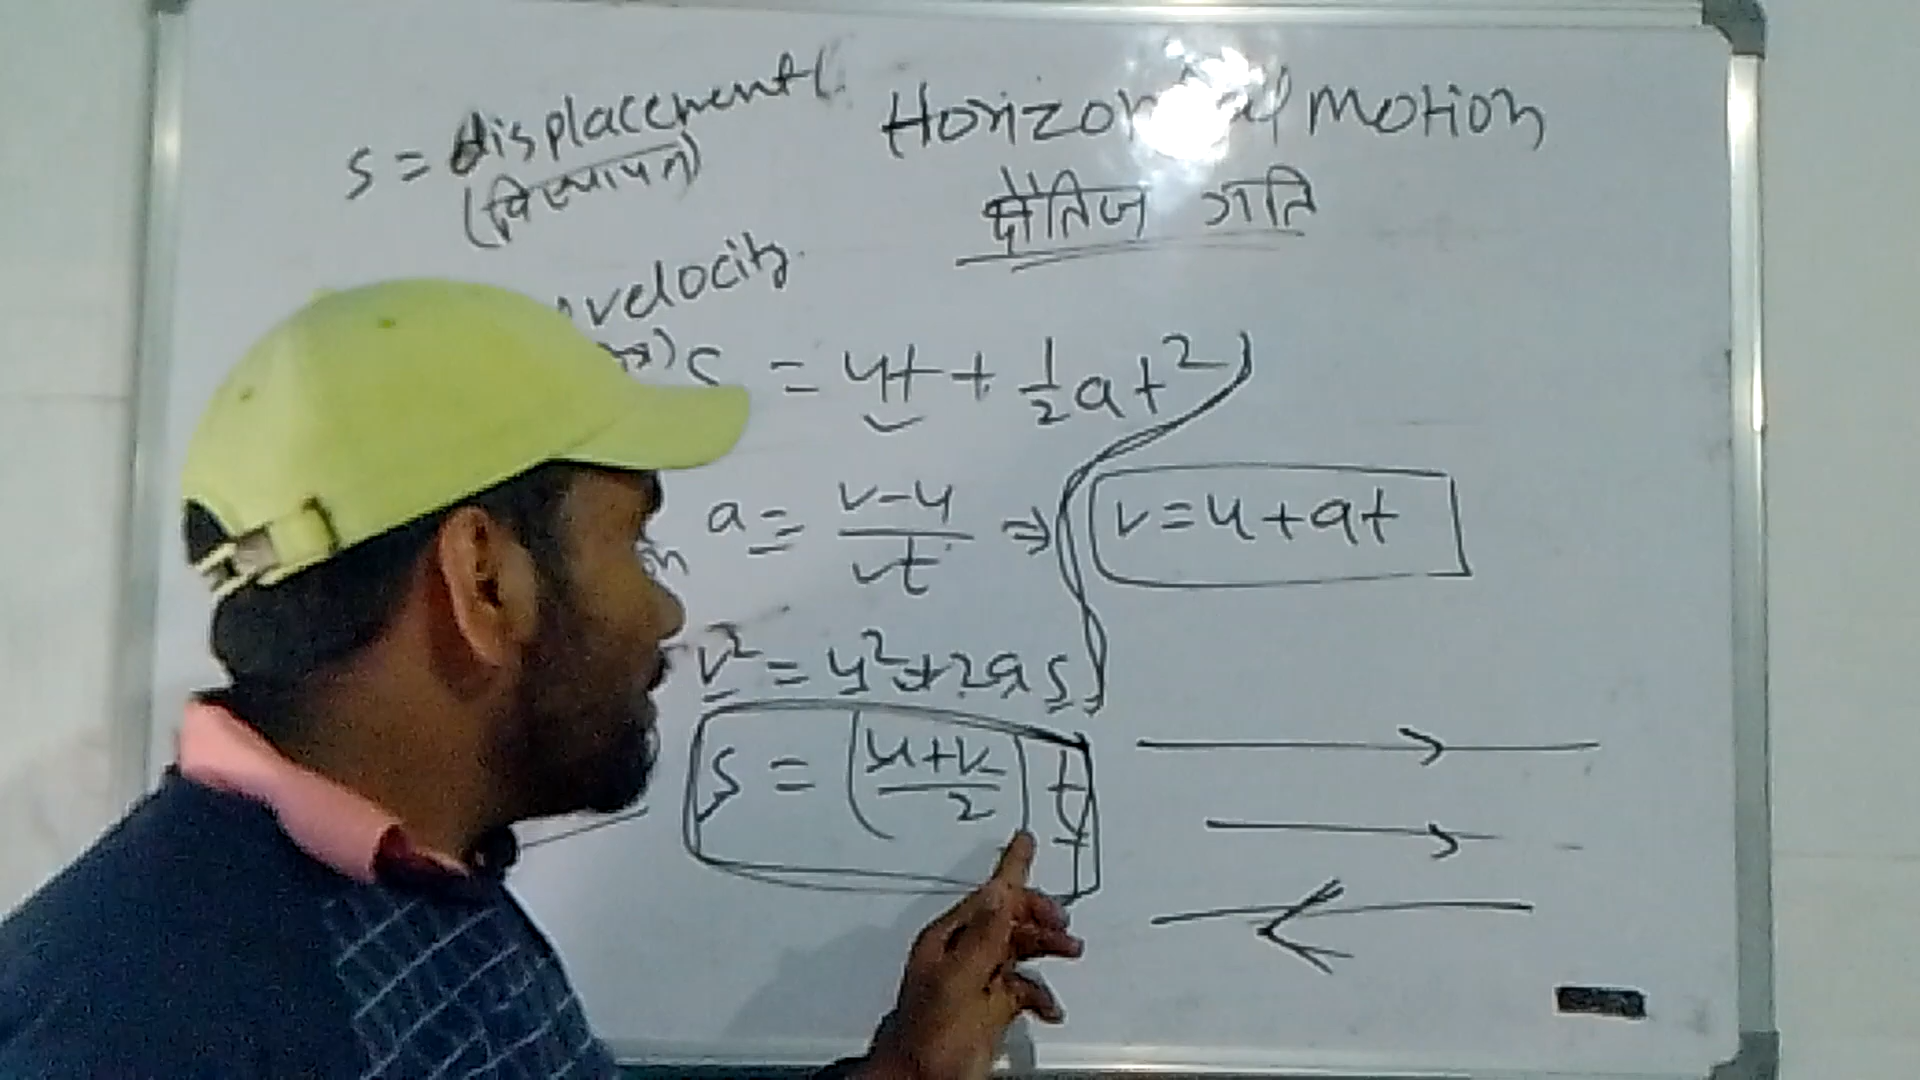 s = displacement (
(विस्थापन)
Horizontal Motion
क्षैतिज गति
velocity
s = ut + 1/2 at²
a = v-u/t ⇒ v = u + at
v² = u² + 2as
s = (u+v/2) t